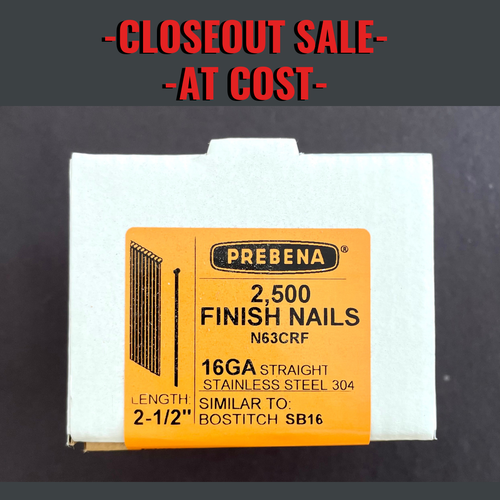 -CLOSEOUT SALE-
-AT COST-
PREBENA®
2,500
FINISH NAILS
N63CRF
16GA STRAIGHT
STAINLESS STEEL 304
LENGTH:
2-1/2"
SIMILAR TO:
BOSTITCH SB16